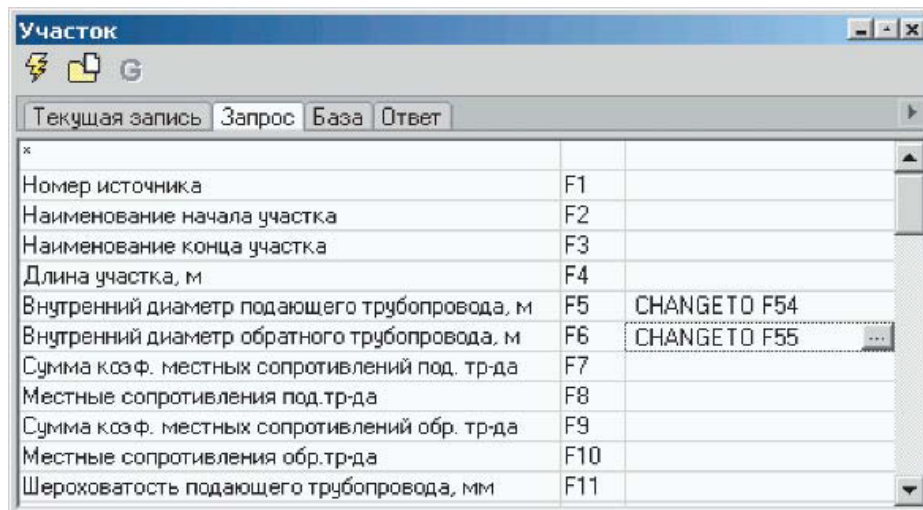 Участок
G
Текущая запись Запрос База Ответ
*
Номер источника F1
Наименование начала участка F2
Наименование конца участка F3
Длина участка, м F4
Внутренний диаметр подающего трубопровода, м F5 CHANGETO F54
Внутренний диаметр обратного трубопровода, м F6 CHANGETO F55 ...
Сумма коэф. местных сопротивлений под. тр-да F7
Местные сопротивления под.тр-да F8
Сумма коэф. местных сопротивлений обр. тр-да F9
Местные сопротивления обр.тр-да F10
Шероховатость подающего трубопровода, мм F11